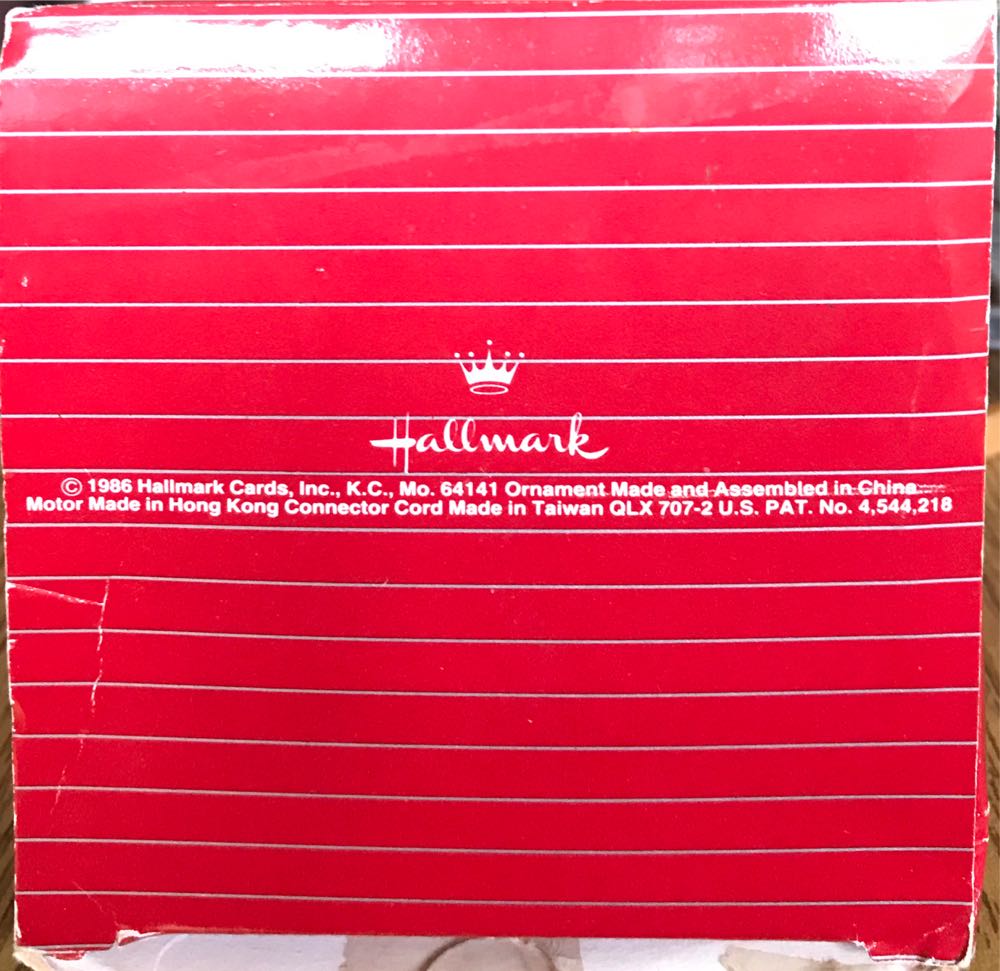 Hallmark
© 1986 Hallmark Cards, Inc., K.C., Mo. 64141 Ornament Made and Assembled in China
Motor Made in Hong Kong Connector Cord Made in Taiwan QLX 707-2 U.S. PAT. No. 4,544,218